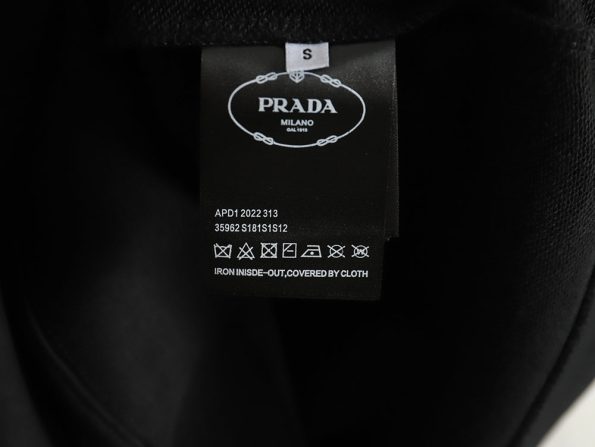 S
PRADA
MILANO
DAL 1913
APD1 2022 313
35962 S181S1S12
IRON INISDE-OUT,COVERED BY CLOTH